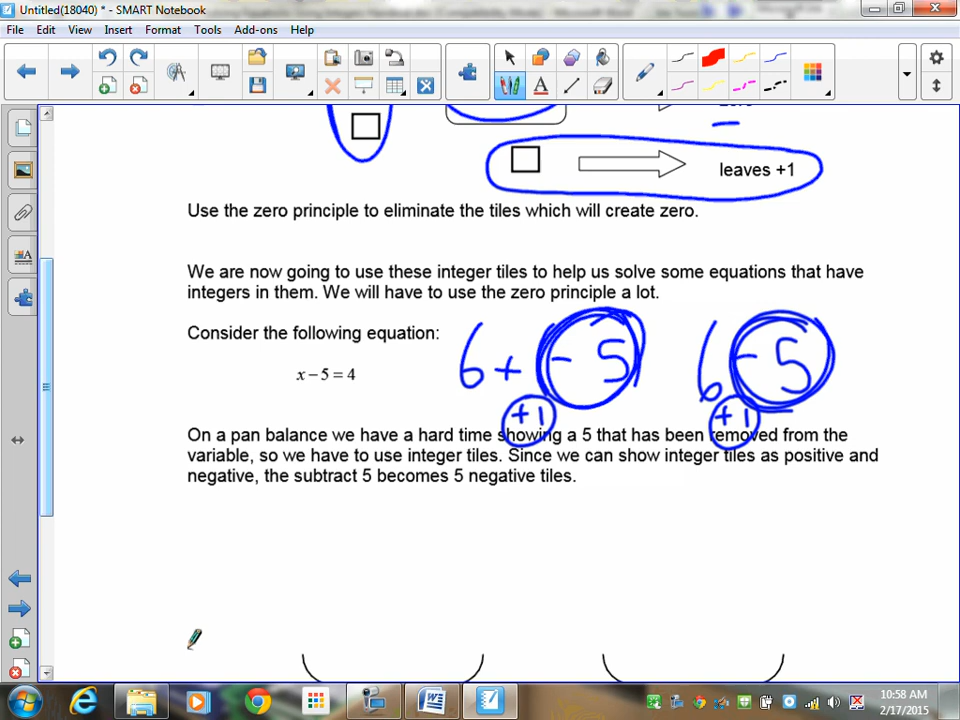 Untitled(18040) * - SMART Notebook
File Edit View Insert Format Tools Add-ons Help
leaves +1
Use the zero principle to eliminate the tiles which will create zero.
We are now going to use these integer tiles to help us solve some equations that have
integers in them. We will have to use the zero principle a lot.
Consider the following equation:
6 + - 5
6 - 5
x − 5 = 4
+1
+1
On a pan balance we have a hard time showing a 5 that has been removed from the
variable, so we have to use integer tiles. Since we can show integer tiles as positive and
negative, the subtract 5 becomes 5 negative tiles.
10:58 AM
2/17/2015